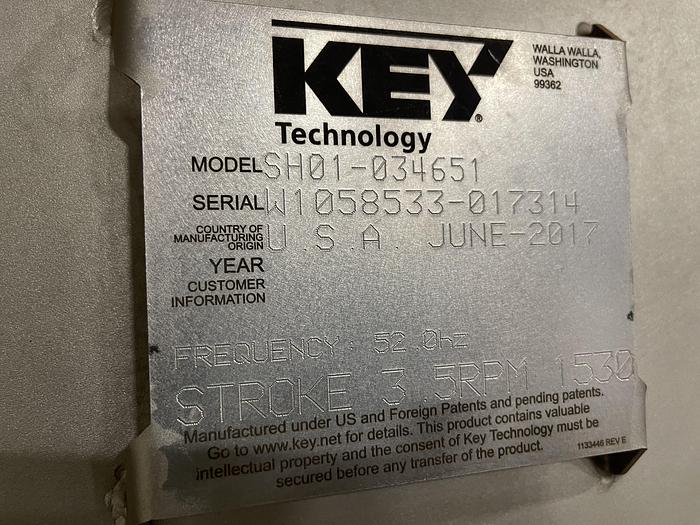 KEY®
Technology
WALLA WALLA,
WASHINGTON
USA
99362
MODEL SH01-034651
SERIAL W1058533-017314
COUNTRY OF
MANUFACTURING
ORIGIN U.S.A. JUNE-2017
YEAR
CUSTOMER
INFORMATION
FREQUENCY: 52.0hz
STROKE 3.5RPM 1530
Manufactured under US and Foreign Patents and pending patents.
Go to www.key.net for details. This product contains valuable
intellectual property and the consent of Key Technology must be
secured before any transfer of the product.
1133446 REV E